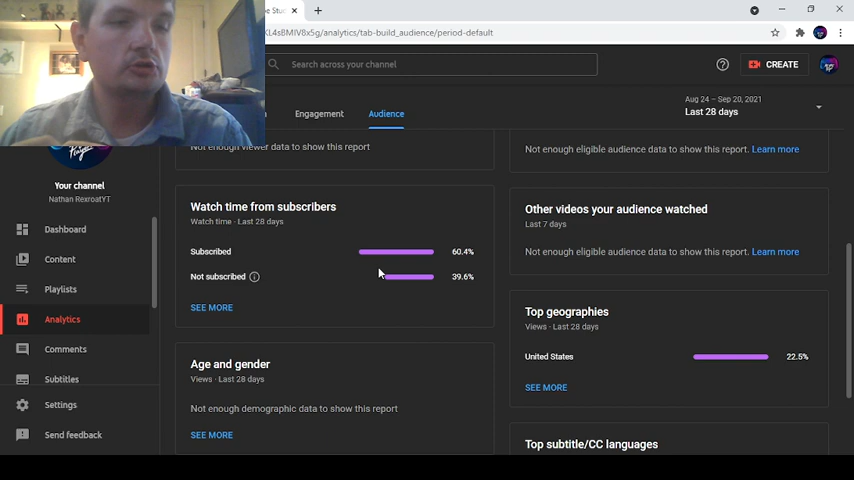 KL4sBMIV8x5g/analytics/tab-build_audience/period-default
Search across your channel
CREATE
Engagement
Audience
Aug 24 – Sep 20, 2021
Last 28 days
Not enough viewer data to show this report
Not enough eligible audience data to show this report. Learn more
Your channel
Nathan RexroatYT
Dashboard
Content
Playlists
Analytics
Comments
Subtitles
Settings
Send feedback
Watch time from subscribers
Watch time · Last 28 days
Subscribed 60.4%
Not subscribed 39.6%
SEE MORE
Age and gender
Views · Last 28 days
Not enough demographic data to show this report
SEE MORE
Other videos your audience watched
Last 7 days
Not enough eligible audience data to show this report. Learn more
Top geographies
Views · Last 28 days
United States 22.5%
SEE MORE
Top subtitle/CC languages